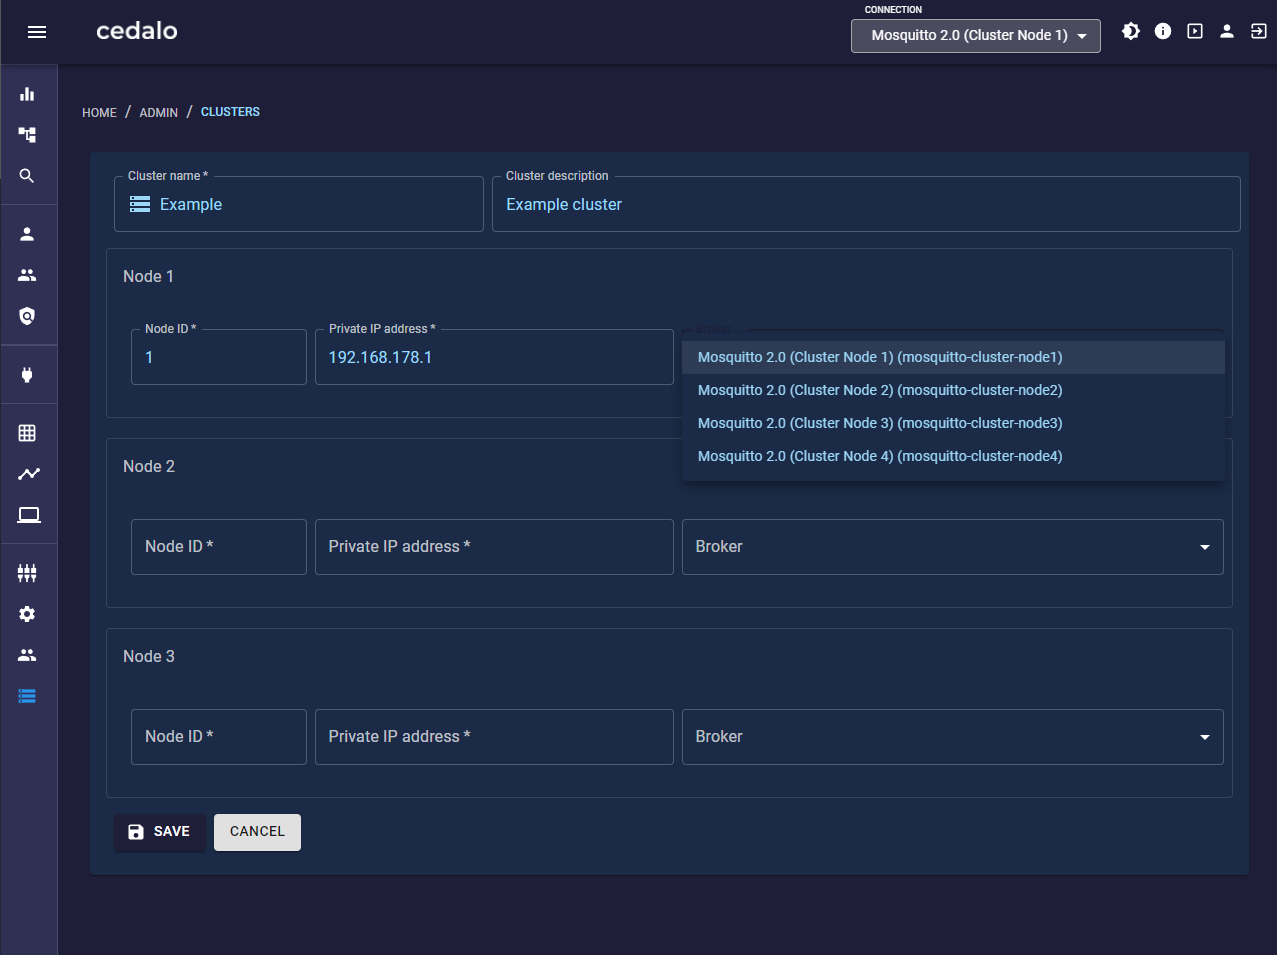 cedalo
CONNECTION
Mosquitto 2.0 (Cluster Node 1)
HOME / ADMIN / CLUSTERS
Cluster name *
Example
Cluster description
Example cluster
Node 1
Node ID *
1
Private IP address *
192.168.178.1
Broker
Mosquitto 2.0 (Cluster Node 1) (mosquitto-cluster-node1)
Mosquitto 2.0 (Cluster Node 2) (mosquitto-cluster-node2)
Mosquitto 2.0 (Cluster Node 3) (mosquitto-cluster-node3)
Mosquitto 2.0 (Cluster Node 4) (mosquitto-cluster-node4)
Node 2
Node ID *
Private IP address *
Broker
Node 3
Node ID *
Private IP address *
Broker
SAVE
CANCEL